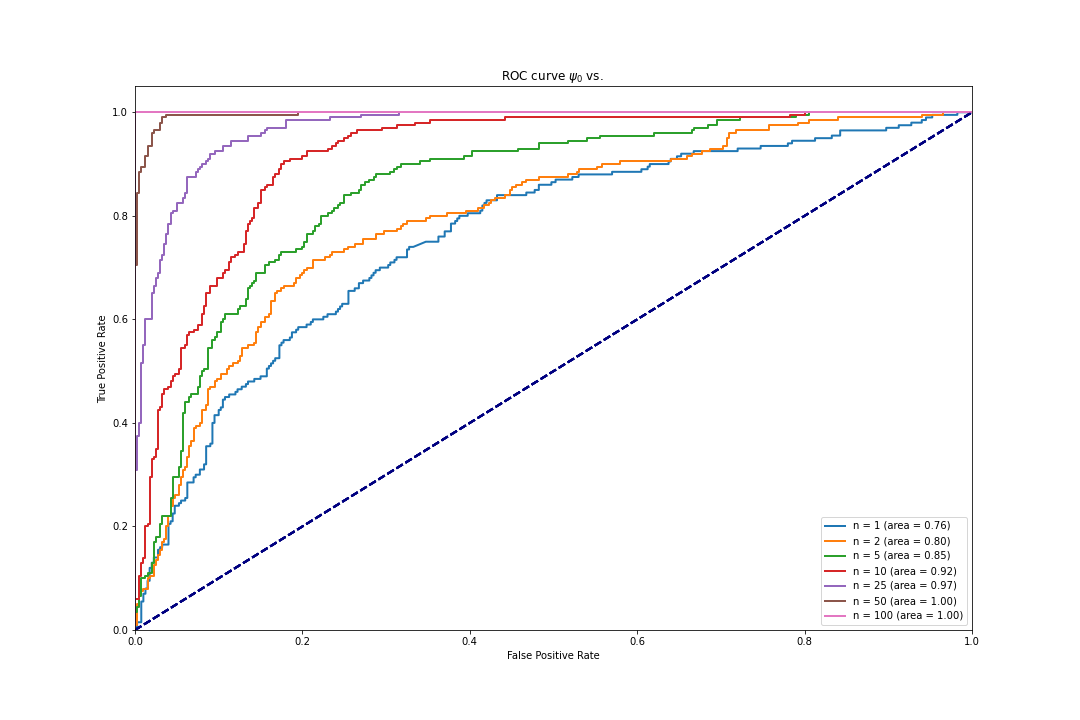 ROC curve ψ₀ vs.
1.0
0.8
0.6
0.4
0.2
0.0
True Positive Rate
0.0 0.2 0.4 0.6 0.8 1.0
False Positive Rate
n = 1 (area = 0.76)
n = 2 (area = 0.80)
n = 5 (area = 0.85)
n = 10 (area = 0.92)
n = 25 (area = 0.97)
n = 50 (area = 1.00)
n = 100 (area = 1.00)